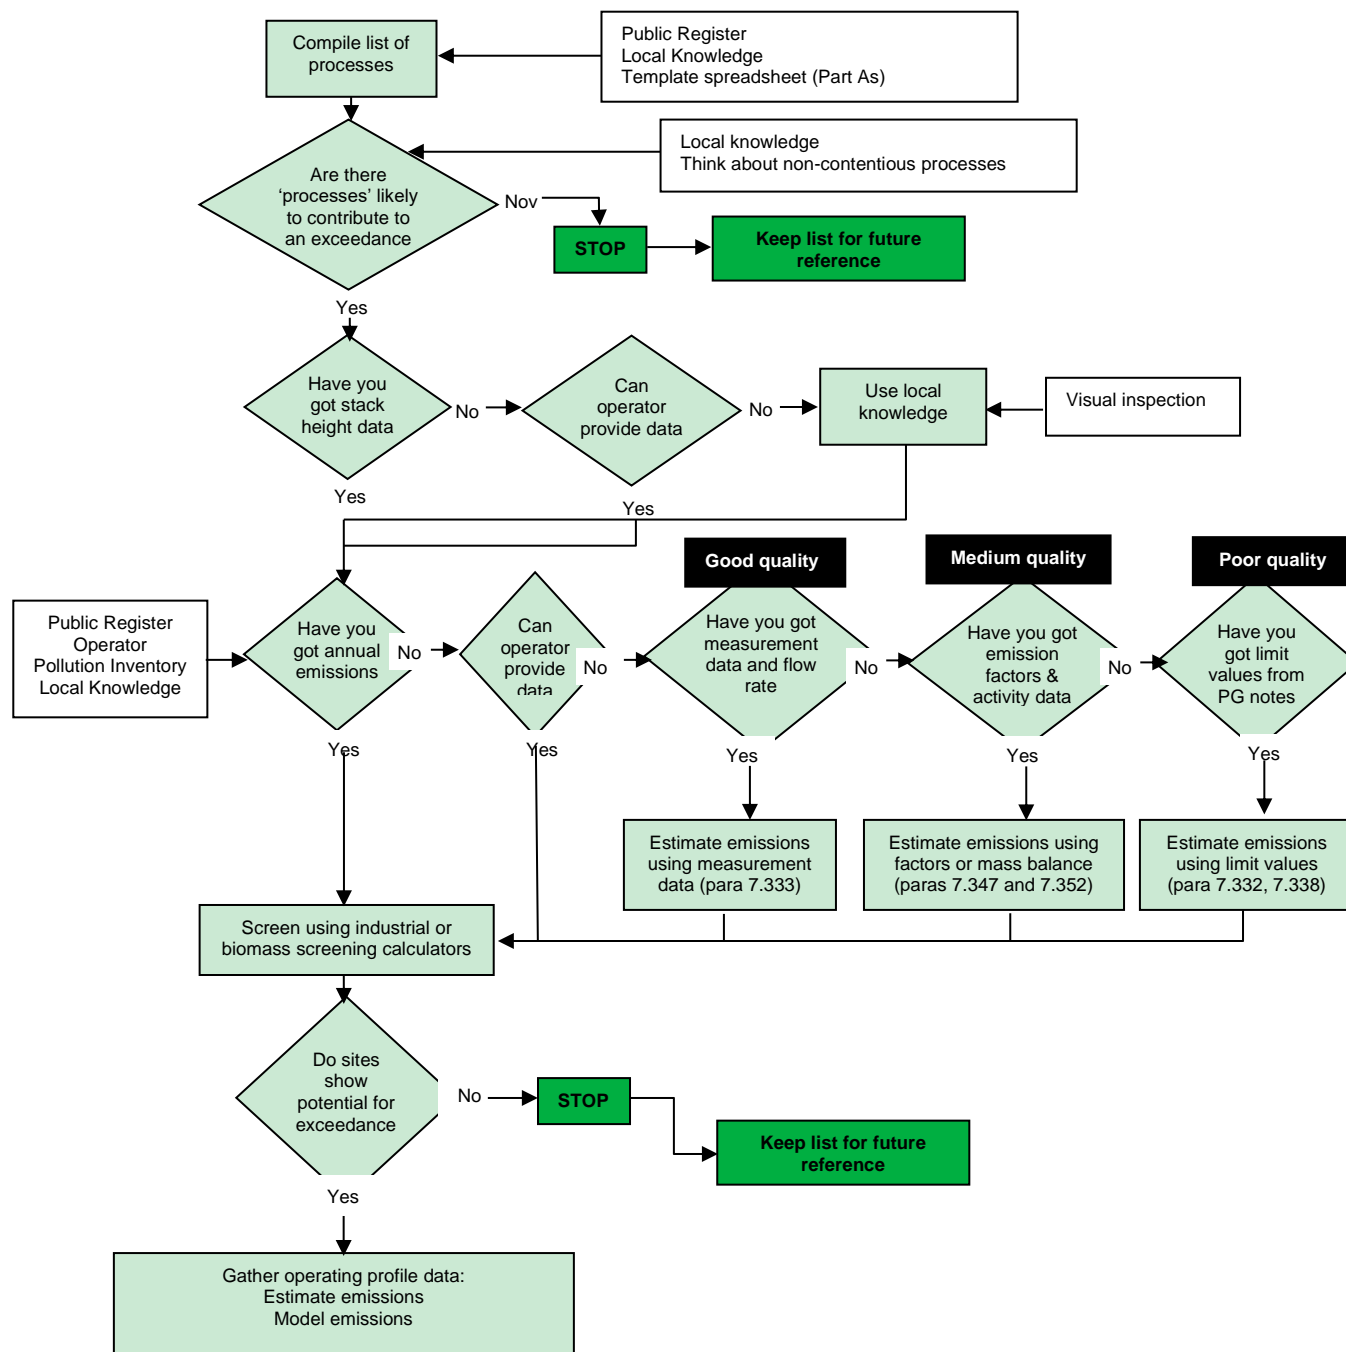 Compile list of
processes
Public Register
Local Knowledge
Template spreadsheet (Part As)
Local knowledge
Think about non-contentious processes
Are there
‘processes’ likely
to contribute to
an exceedance
Nov
STOP
Keep list for future
reference
Yes
Have you
got stack
height data
No
Can
operator
provide data
No
Use local
knowledge
Visual inspection
Yes
Yes
Good quality
Medium quality
Poor quality
Public Register
Operator
Pollution Inventory
Local Knowledge
Have you
got annual
emissions
No
Can
operator
provide
data
No
Have you got
measurement
data and flow
rate
No
Have you got
emission
factors &
activity data
No
Have you
got limit
values from
PG notes
Yes
Yes
Yes
Yes
Yes
Estimate emissions
using measurement
data (para 7.333)
Estimate emissions using
factors or mass balance
(paras 7.347 and 7.352)
Estimate emissions
using limit values
(para 7.332, 7.338)
Screen using industrial or
biomass screening calculators
Do sites
show
potential for
exceedance
No
STOP
Keep list for future
reference
Yes
Gather operating profile data:
Estimate emissions
Model emissions